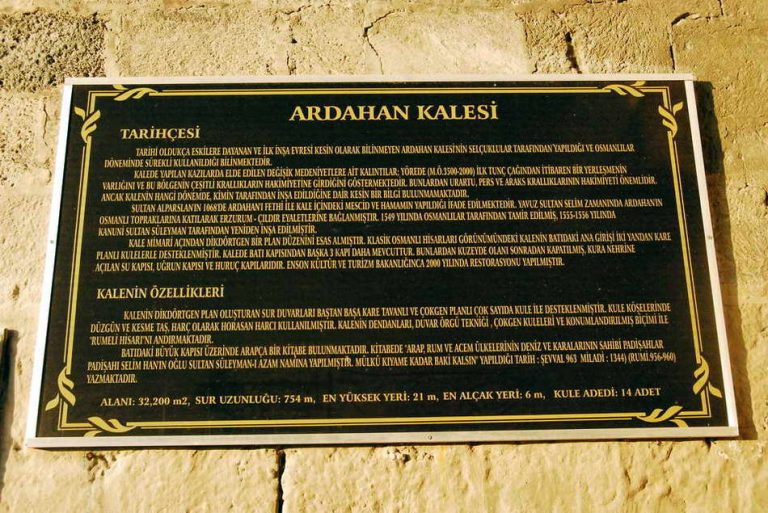 ARDAHAN KALESİ
TARİHÇESİ
TARİHİ OLDUKÇA ESKİLERE DAYANAN VE İLK İNŞA EVRESİ KESİN OLARAK BİLİNMEYEN ARDAHAN KALESİNİN SELÇUKLULAR TARAFINDAN YAPILDIĞI VE OSMANLILAR
DÖNEMİNDE SÜREKLİ KULLANILDIĞI BİLİNMEKTEDİR.
KALEDE YAPILAN KAZILARDA ELDE EDİLEN DEĞİŞİK MEDENİYETLERE AİT KALINTILAR; YÖREDE (M.Ö.3500-2000) İLK TUNÇ ÇAĞINDAN İTİBAREN BİR YERLEŞMENİN
VARLIĞINI VE BU BÖLGENİN ÇEŞİTLİ KRALLIKLARIN HAKİMİYETİNE GİRDİĞİNİ GÖSTERMEKTEDİR. BUNLARDAN URARTU, PERS VE ARAKS KRALLIKLARININ HAKİMİYETİ ÖNEMLİDİR.
ANCAK KALENİN HANGİ DÖNEMDE, KİMİN TARAFINDAN İNŞA EDİLDİĞİNE DAİR KESİN BİR BİLGİ BULUNMAMAKTADIR.
SULTAN ALPARSLAN'IN 1068'DE ARDAHAN'I FETHİ İLE KALE İÇİNDEKİ MESCİD VE HAMAMIN YAPILDIĞI İFADE EDİLMEKTEDİR. YAVUZ SULTAN SELİM ZAMANINDA ARDAHAN'IN
OSMANLI TOPRAKLARINA KATILARAK ERZURUM - ÇILDIR EYALETLERİNE BAĞLANMIŞTIR. 1549 YILINDA OSMANLILAR TARAFINDAN TAMİR EDİLMİŞ, 1555-1556 YILINDA
KANUNİ SULTAN SÜLEYMAN TARAFINDAN YENİDEN İNŞA EDİLMİŞTİR.
KALE MİMARİ AÇINDAN DİKDÖRTGEN BİR PLAN DÜZENİNİ ESAS ALMIŞTIR. KLASİK OSMANLI HİSARLARI GÖRÜNÜMÜNDEKİ KALENİN BATIDAKİ ANA GİRİŞİ İKİ YANDAN KARE
PLANLI KULELERLE DESTEKLENMİŞTİR. KALEDE BATI KAPISINDAN BAŞKA 3 KAPI DAHA MEVCUTTUR. BUNLARDAN KUZEYDE OLANI SONRADAN KAPATILMIŞ, KURA NEHRİNE
AÇILAN SU KAPISI, UĞRUN KAPISI VE HURUÇ KAPILARIDIR. ENSON KÜLTÜR VE TURİZM BAKANLIĞINCA 2000 YILINDA RESTORASYONU YAPILMIŞTIR.
KALENİN ÖZELLİKLERİ
KALENİN DİKDÖRTGEN PLAN OLUŞTURAN SUR DUVARLARI BAŞTAN BAŞA KARE TAVANLI VE ÇOKGEN PLANLI ÇOK SAYIDA KULE İLE DESTEKLENMİŞTİR. KULE KÖŞELERİNDE
DÜZGÜN VE KESME TAŞ, HARÇ OLARAK HORASAN HARCI KULLANILMIŞTIR. KALENİN DENDANLARI, DUVAR ÖRGÜ TEKNİĞİ , ÇOKGEN KULELERİ VE KONUMLANDIRILMIŞ BİÇİMİ İLE
'RUMELİ HİSARI'NI ANDIRMAKTADIR.
BATIDAKİ BÜYÜK KAPISI ÜZERİNDE ARAPÇA BİR KİTABE BULUNMAKTADIR. KİTABEDE 'ARAP, RUM VE ACEM ÜLKELERİNİN DENİZ VE KARALARININ SAHİBİ PADİŞAHLAR
PADİŞAHI SELİM HAN'IN OĞLU SULTAN SÜLEYMAN-I AZAM NAMINA YAPILMIŞTIR. MÜLKÜ KIYAME KADAR BAKİ KALSIN' YAPILDIĞI TARİH : ŞEVVAL 963 MİLADİ : 1344) (RUMİ.956-960)
YAZMAKTADIR.
ALANI: 32,200 m2, SUR UZUNLUĞU: 754 m, EN YÜKSEK YERİ: 21 m, EN ALÇAK YERİ: 6 m, KULE ADEDİ: 14 ADET